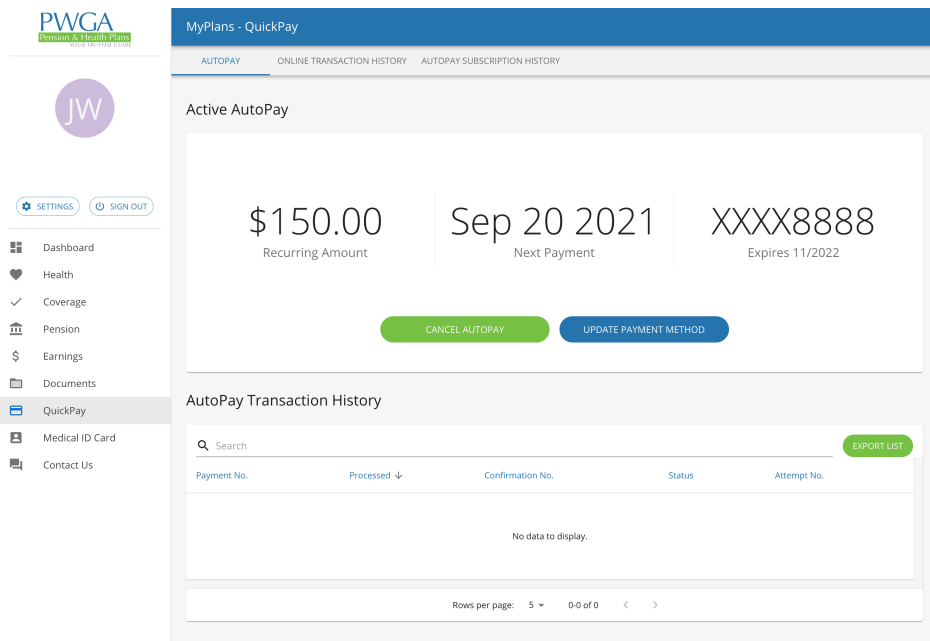 PWGA
Pension & Health Plans
YOUR TRUSTED GUIDE
JW
SETTINGS
SIGN OUT
Dashboard
Health
Coverage
Pension
Earnings
Documents
QuickPay
Medical ID Card
Contact Us
MyPlans - QuickPay
AUTOPAY ONLINE TRANSACTION HISTORY AUTOPAY SUBSCRIPTION HISTORY
Active AutoPay
$150.00 Sep 20 2021 XXXX8888
Recurring Amount Next Payment Expires 11/2022
CANCEL AUTOPAY UPDATE PAYMENT METHOD
AutoPay Transaction History
Search EXPORT LIST
Payment No. Processed Confirmation No. Status Attempt No.
No data to display.
Rows per page: 5 0-0 of 0